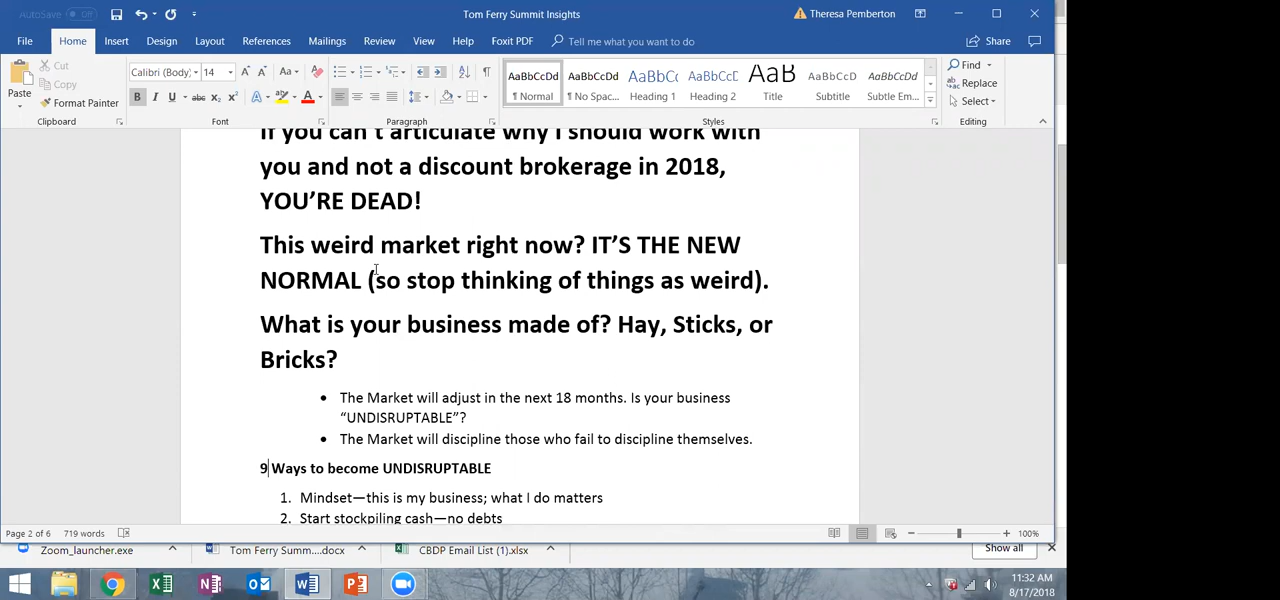 AutoSave Off
Tom Ferry Summit Insights
Theresa Pemberton
File Home Insert Design Layout References Mailings Review View Help Foxit PDF Tell me what you want to do Share
Paste
Cut
Copy
Format Painter
Calibri (Body) 14
AaBbCcDd AaBbCcDd AaBbCc AaBbCcC AaB AaBbCcD AaBbCcDd
¶ Normal ¶ No Spac... Heading 1 Heading 2 Title Subtitle Subtle Em...
Find
Replace
Select
Clipboard Font Paragraph Styles Editing
If you can't articulate why I should work with
you and not a discount brokerage in 2018,
YOU’RE DEAD!
This weird market right now? IT’S THE NEW
NORMAL (so stop thinking of things as weird).
What is your business made of? Hay, Sticks, or
Bricks?
• The Market will adjust in the next 18 months. Is your business
“UNDISRUPTABLE”?
• The Market will discipline those who fail to discipline themselves.
9 Ways to become UNDISRUPTABLE
1. Mindset—this is my business; what I do matters
2. Start stockpiling cash—no debts
Page 2 of 6 719 words 100%
Zoom_launcher.exe Tom Ferry Summ....docx CBDP Email List (1).xlsx Show all
11:32 AM
8/17/2018